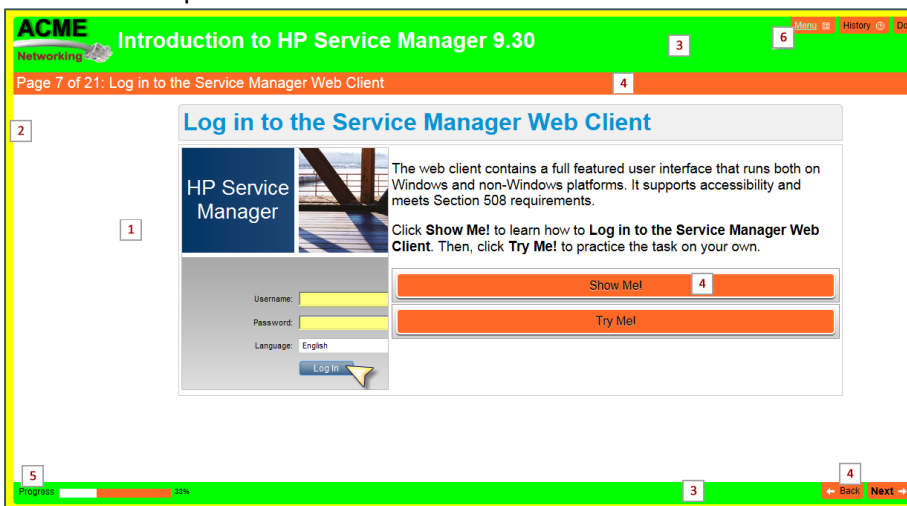 ACME
Networking
Introduction to HP Service Manager 9.30
3
6
Menu
History
Do
Page 7 of 21: Log in to the Service Manager Web Client
4
2
Log in to the Service Manager Web Client
1
HP Service
Manager
The web client contains a full featured user interface that runs both on
Windows and non-Windows platforms. It supports accessibility and
meets Section 508 requirements.
Click Show Me! to learn how to Log in to the Service Manager Web
Client. Then, click Try Me! to practice the task on your own.
Show Me!
4
Try Me!
Username:
Password:
Language: English
Log In
5
4
Progress 33%
3
← Back Next →